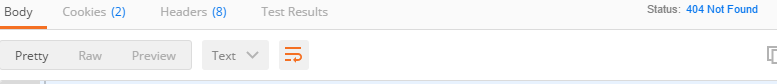 Body Cookies (2) Headers (8) Test Results Status: 404 Not Found
Pretty Raw Preview Text